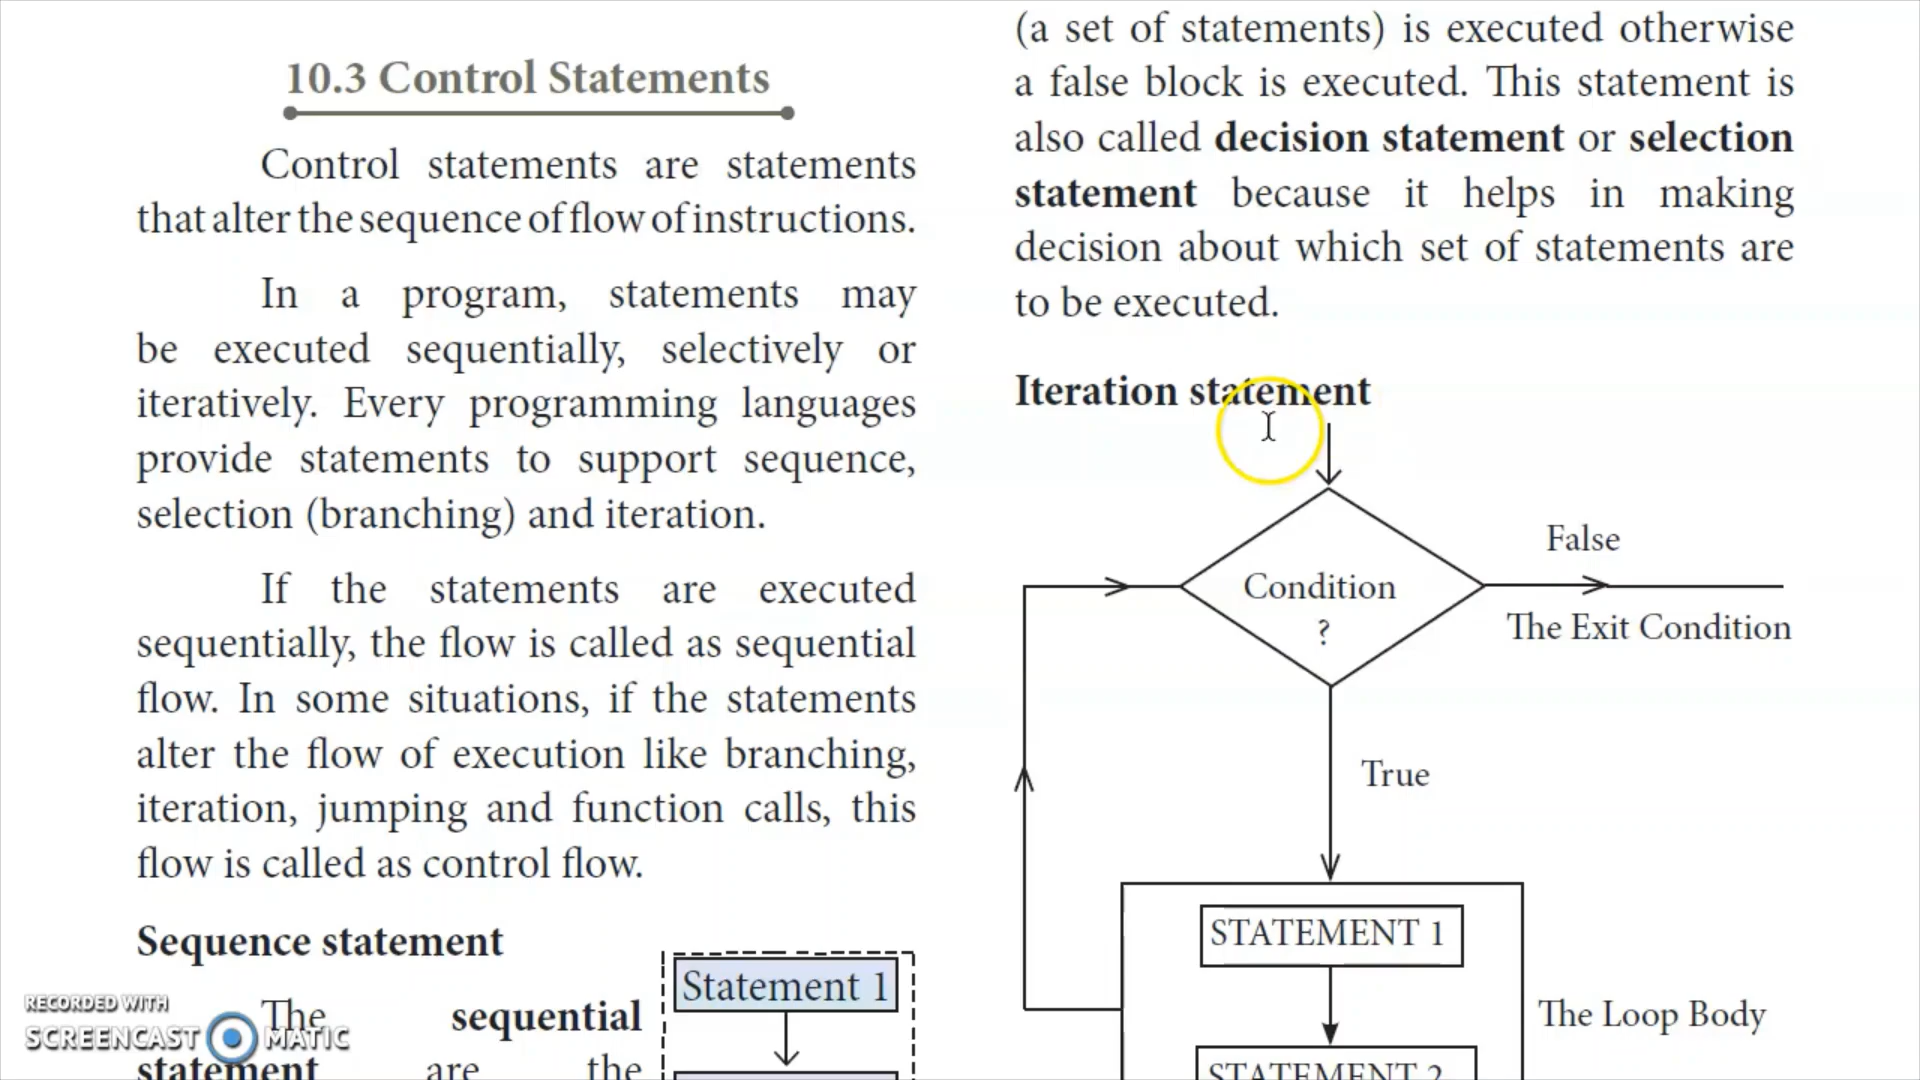 10.3 Control Statements
Control statements are statements
that alter the sequence of flow of instructions.
In a program, statements may
be executed sequentially, selectively or
iteratively. Every programming languages
provide statements to support sequence,
selection (branching) and iteration.
If the statements are executed
sequentially, the flow is called as sequential
flow. In some situations, if the statements
alter the flow of execution like branching,
iteration, jumping and function calls, this
flow is called as control flow.
Sequence statement
The sequential
statement are the
Statement 1
(a set of statements) is executed otherwise
a false block is executed. This statement is
also called decision statement or selection
statement because it helps in making
decision about which set of statements are
to be executed.
Iteration statement
Condition
?
False
The Exit Condition
True
STATEMENT 1
The Loop Body
STATEMENT 2
RECORDED WITH
SCREENCAST MATIC